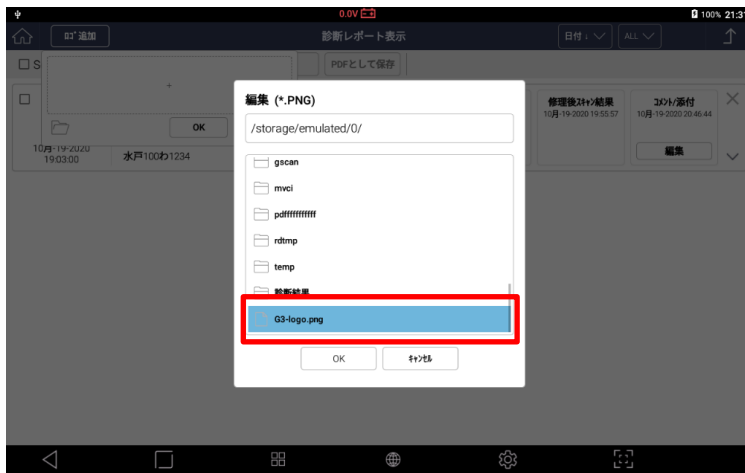 0.0V
100% 21:3
ﾛｺﾞ追加
診断レポート表示
日付↓
ALL
S
PDFとして保存
+
OK
10月-19-2020
19:03:00
水戸100わ1234
編集 (*.PNG)
/storage/emulated/0/
gscan
mvci
pdfffffffffff
rdtmp
temp
診断結果
G3-logo.png
OK
ｷｬﾝｾﾙ
修理後ｽｷｬﾝ結果
10月-19-2020 19:55:57
ｺﾒﾝﾄ/添付
10月-19-2020 20:46:44
編集